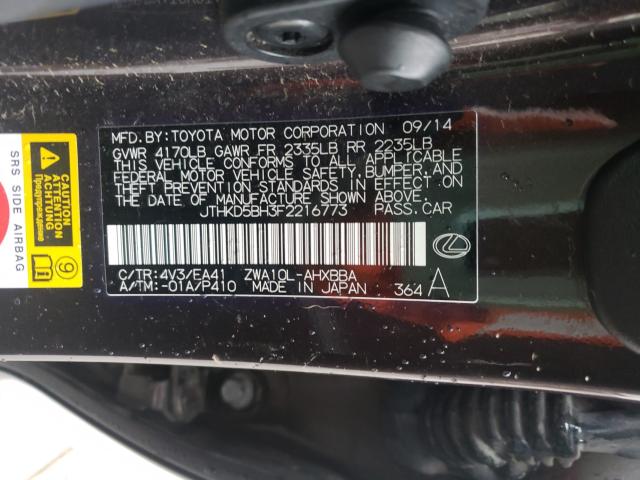 MFD.BY:TOYOTA MOTOR CORPORATION 09/14
GVWR 4170LB GAWR FR 2335LB RR 2235LB
THIS VEHICLE CONFORMS TO ALL APPLICABLE
FEDERAL MOTOR VEHICLE SAFETY,BUMPER,AND
THEFT PREVENTION STANDARDS IN EFFECT ON
THE DATE OF MANUFACTURE SHOWN ABOVE.
JTHKD5BH3F2216773 PASS.CAR
C/TR:4V3/EA41 ZWA10L-AHXBBA
A/TM:-01A/P410 MADE IN JAPAN 364 A
SRS SIDE AIRBAG
WARNING
ATTENTION
ACHTUNG
Предупреждение
9